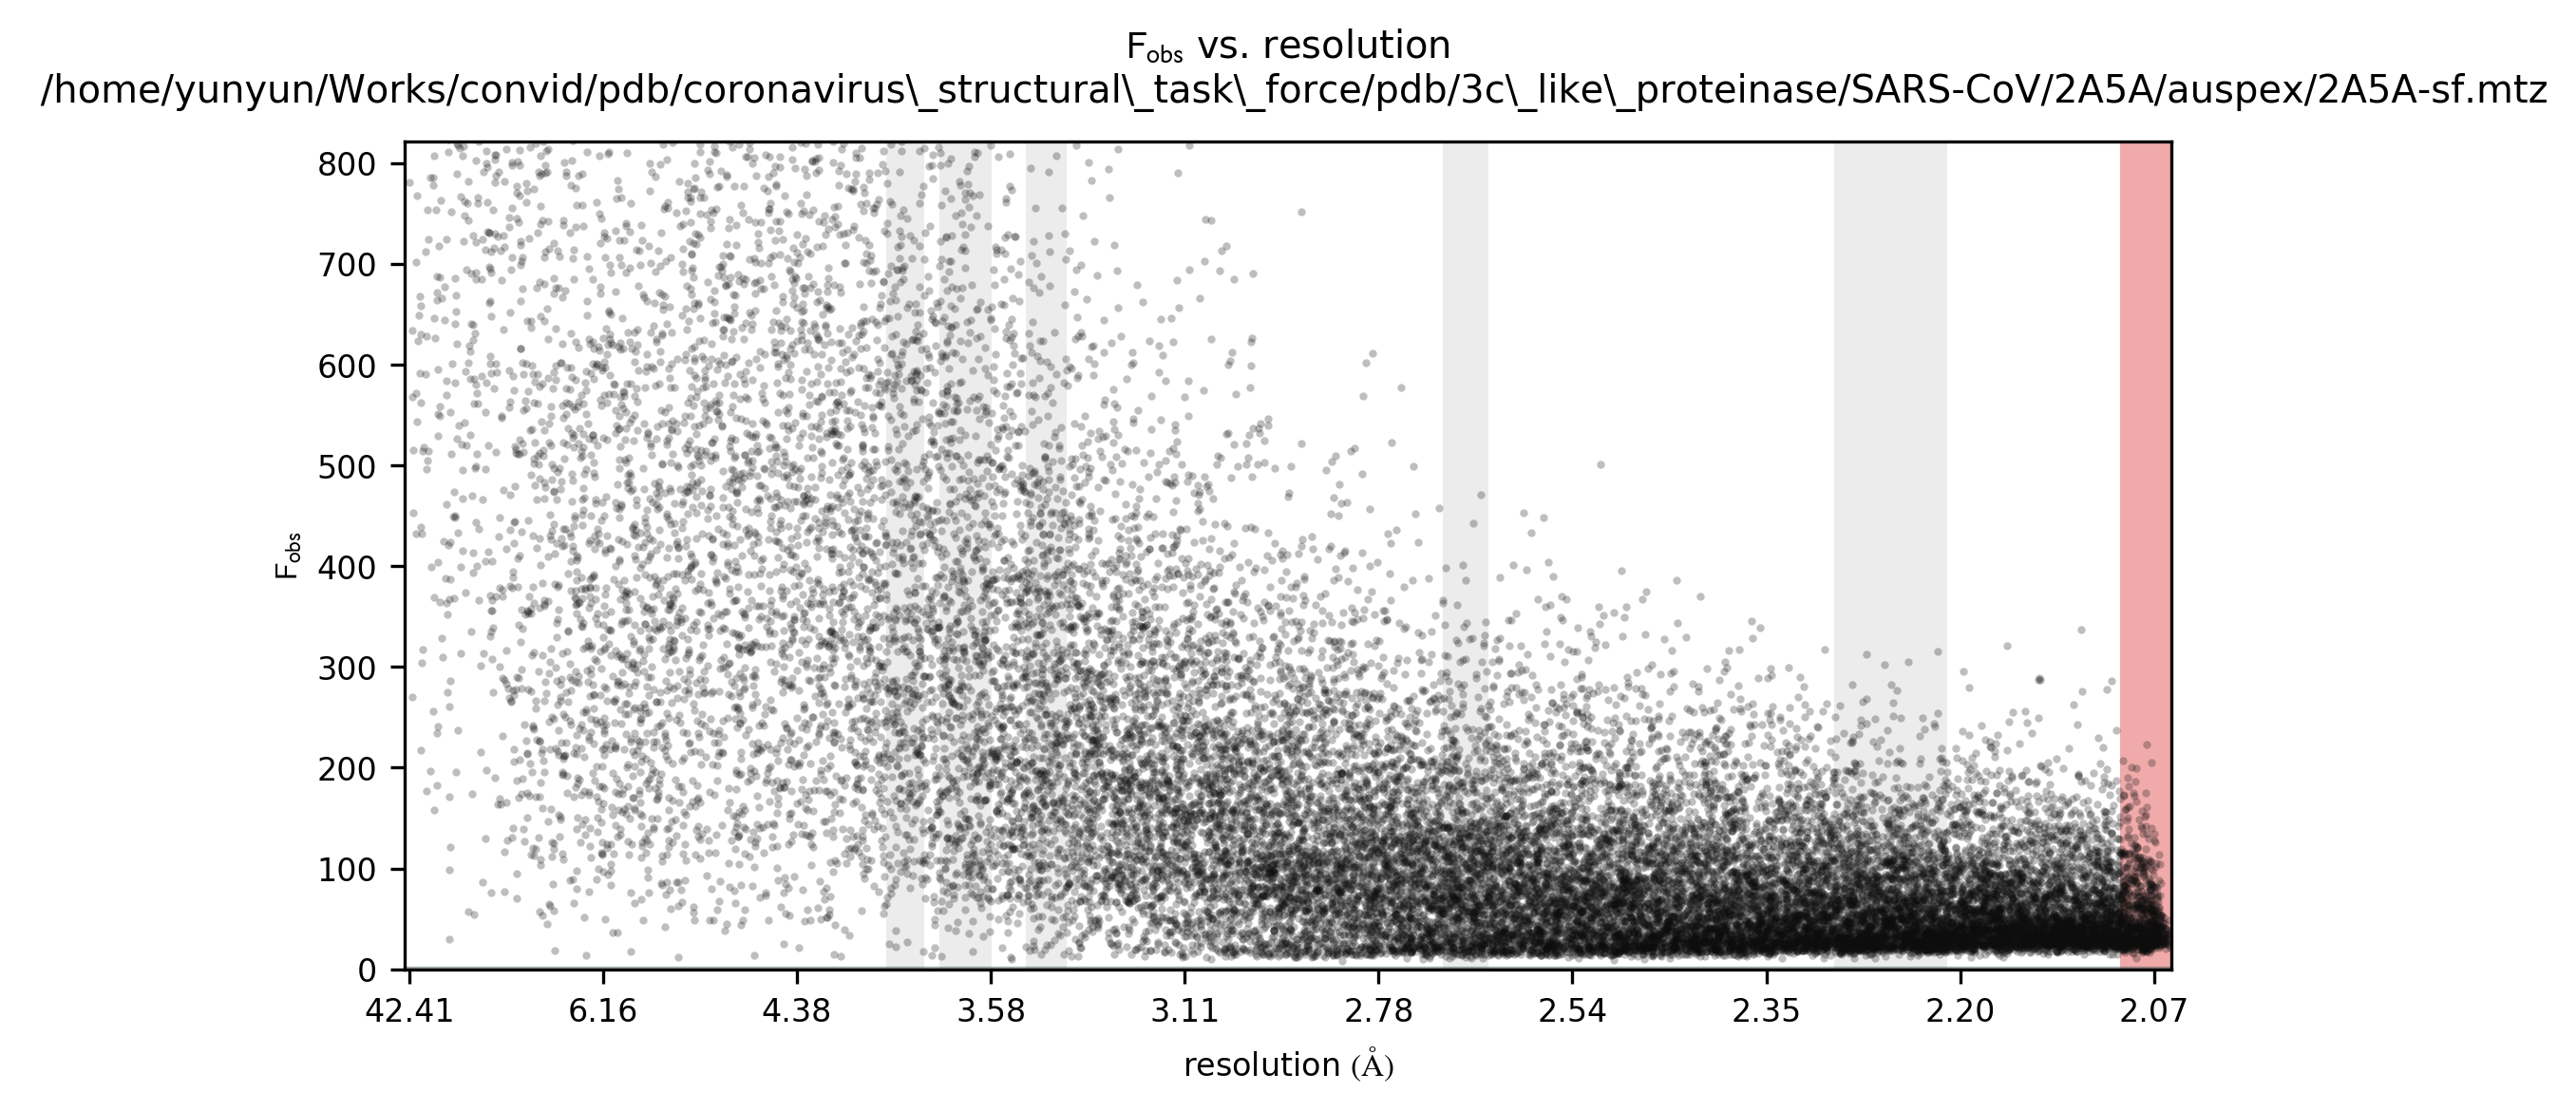 Fobs vs. resolution
/home/yunyun/Works/convid/pdb/coronavirus\_structural\_task\_force/pdb/3c\_like\_proteinase/SARS-CoV/2A5A/auspex/2A5A-sf.mtz
800
700
600
500
400
300
200
100
0
Fobs
42.41 6.16 4.38 3.58 3.11 2.78 2.54 2.35 2.20 2.07
resolution (Å)